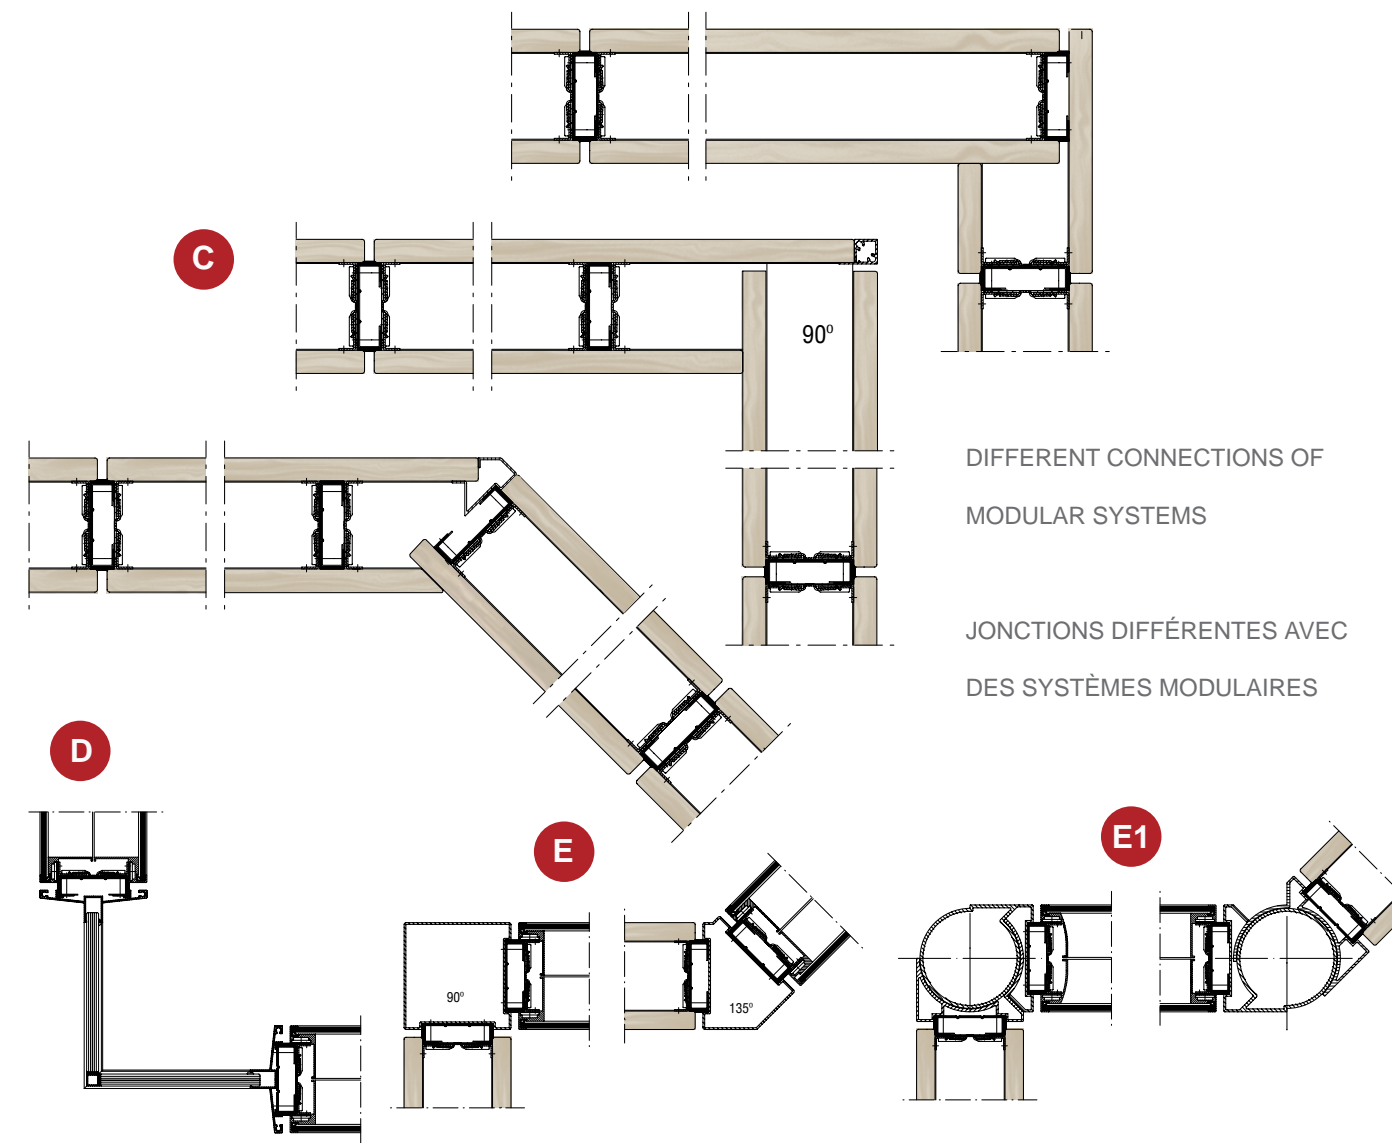 C
90º
DIFFERENT CONNECTIONS OF
MODULAR SYSTEMS
JONCTIONS DIFFÉRENTES AVEC
DES SYSTÈMES MODULAIRES
D
E
E1
90º
135º